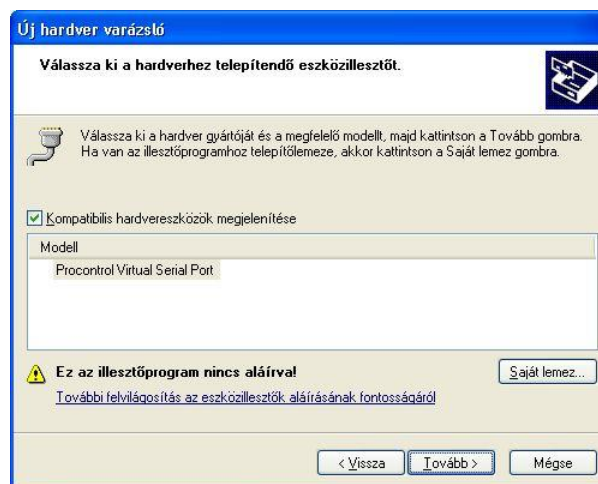 Új hardver varázsló
Válassza ki a hardverhez telepítendő eszközillesztőt.
Válassza ki a hardver gyártóját és a megfelelő modellt, majd kattintson a Tovább gombra.
Ha van az illesztőprogramhoz telepítőlemeze, akkor kattintson a Saját lemez gombra.
Kompatibilis hardvereszközök megjelenítése
Modell
Procontrol Virtual Serial Port
Ez az illesztőprogram nincs aláírva!
Saját lemez...
További felvilágosítás az eszközillesztők aláírásának fontosságáról
< Vissza
Tovább >
Mégse